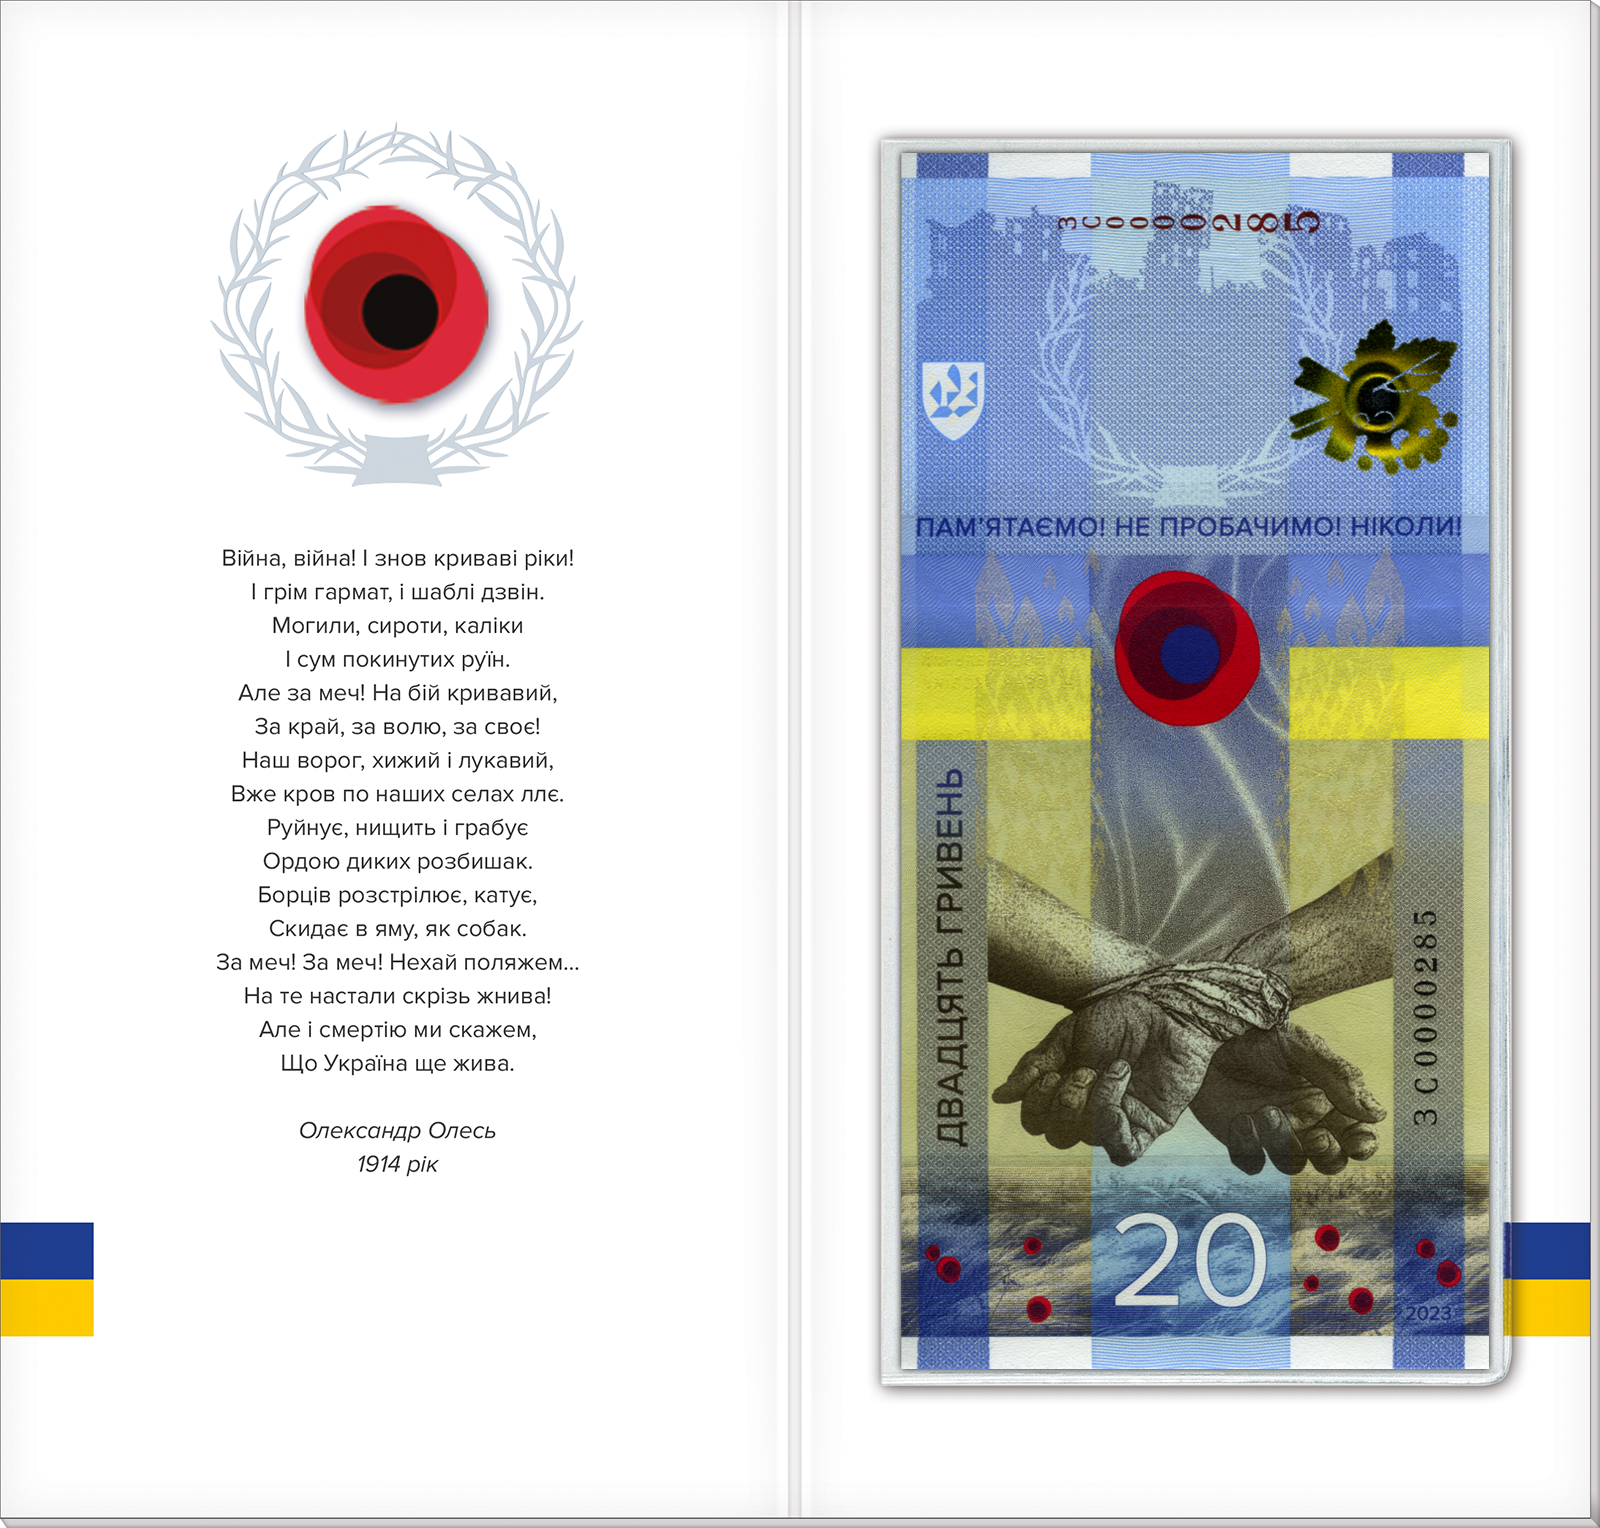 Війна, війна! І знов криваві ріки!
І грім гармат, і шаблі дзвін.
Могили, сироти, каліки
І сум покинутих руїн.
Але за меч! На бій кривавий,
За край, за волю, за своє!
Наш ворог, хижий і лукавий,
Вже кров по наших селах ллє.
Руйнує, нищить і грабує
Ордою диких розбишак.
Борців розстрілює, катує,
Скидає в яму, як собак.
За меч! За меч! Нехай поляжем...
На те настали скрізь жнива!
Але і смертію ми скажем,
Що Україна ще жива.
Олександр Олесь
1914 рік
ЗС0000285
ПАМ’ЯТАЄМО! НЕ ПРОБАЧИМО! НІКОЛИ!
ДВАДЦЯТЬ ГРИВЕНЬ
ЗС0000285
20
2023